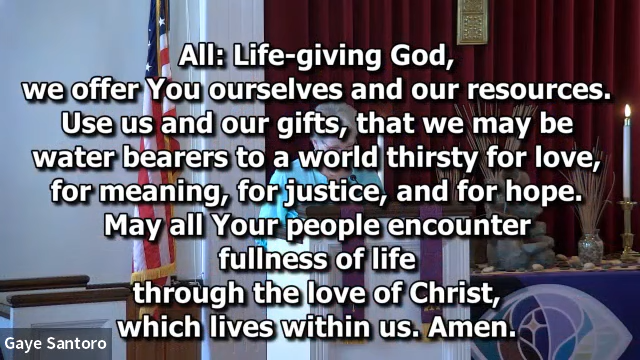 All: Life-giving God,
we offer You ourselves and our resources.
Use us and our gifts, that we may be
water bearers to a world thirsty for love,
for meaning, for justice, and for hope.
May all Your people encounter
fullness of life
through the love of Christ,
which lives within us. Amen.
Gaye Santoro